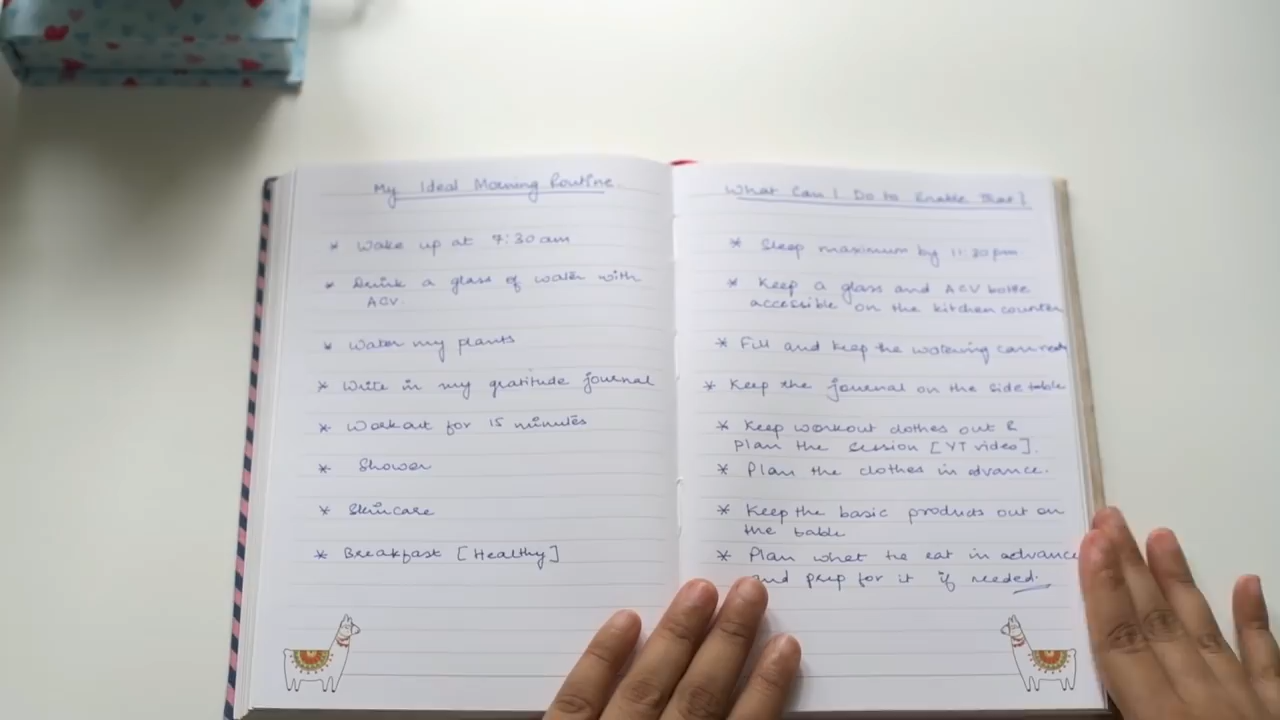 My Ideal Morning Routine
* Wake up at 7:30 am
* Drink a glass of water with
ACV.
* Water my plants
* Write in my gratitude journal
* Workout for 15 minutes
* Shower
* Skincare
* Breakfast [Healthy]
What Can I Do to Enable That?
* Sleep maximum by 11:30pm
* Keep a glass and ACV bottle
accessible on the kitchen counter
* Fill and keep the watering can ready
* Keep the journal on the side table
* Keep workout clothes out &
Plan the session [YT video].
* Plan the clothes in advance.
* Keep the basic products out on
the table
* Plan what to eat in advance
and prep for it if needed.